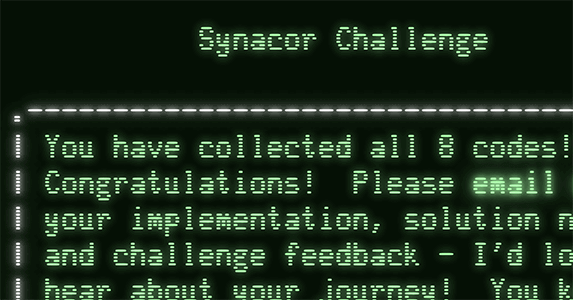 Synacor Challenge
You have collected all 8 codes!
Congratulations!  Please email
your implementation, solution n
and challenge feedback - I'd lo
hear about your journey!  You h